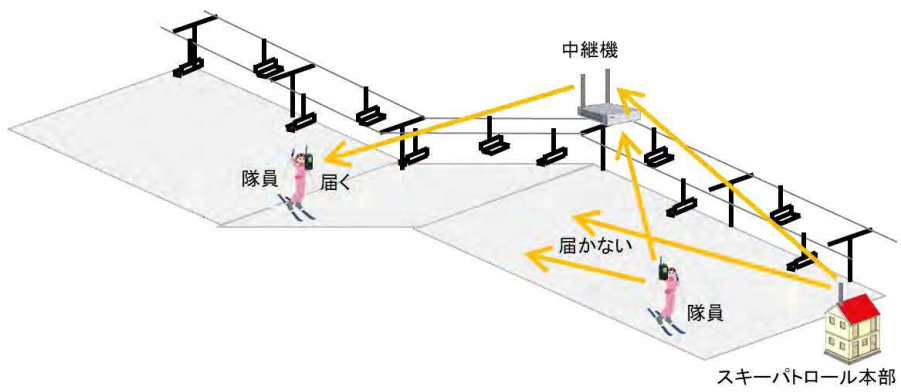 中継機
隊員
届く
届かない
隊員
スキーパトロール本部